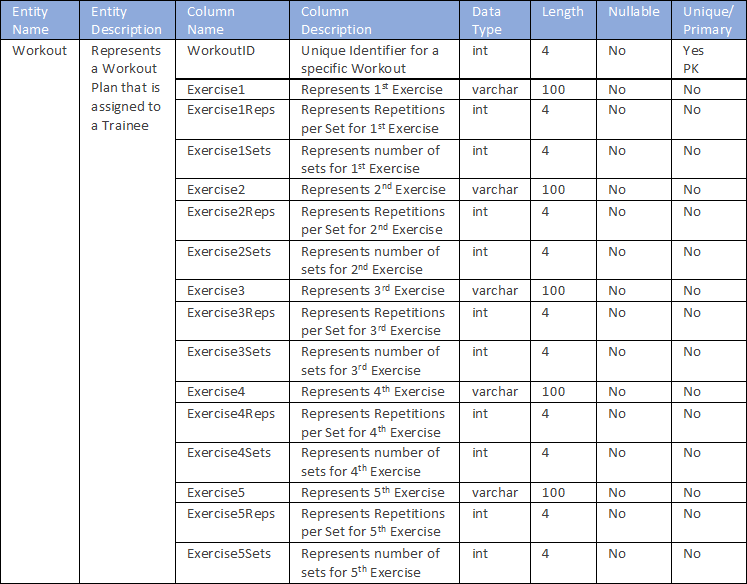 Entity Name Entity Description Column Name Column Description Data Type Length Nullable Unique/ Primary
Workout Represents a Workout Plan that is assigned to a Trainee WorkoutID Unique Identifier for a specific Workout int 4 No Yes PK
Exercise1 Represents 1st Exercise varchar 100 No No
Exercise1Reps Represents Repetitions per Set for 1st Exercise int 4 No No
Exercise1Sets Represents number of sets for 1st Exercise int 4 No No
Exercise2 Represents 2nd Exercise varchar 100 No No
Exercise2Reps Represents Repetitions per Set for 2nd Exercise int 4 No No
Exercise2Sets Represents number of sets for 2nd Exercise int 4 No No
Exercise3 Represents 3rd Exercise varchar 100 No No
Exercise3Reps Represents Repetitions per Set for 3rd Exercise int 4 No No
Exercise3Sets Represents number of sets for 3rd Exercise int 4 No No
Exercise4 Represents 4th Exercise varchar 100 No No
Exercise4Reps Represents Repetitions per Set for 4th Exercise int 4 No No
Exercise4Sets Represents number of sets for 4th Exercise int 4 No No
Exercise5 Represents 5th Exercise varchar 100 No No
Exercise5Reps Represents Repetitions per Set for 5th Exercise int 4 No No
Exercise5Sets Represents number of sets for 5th Exercise int 4 No No